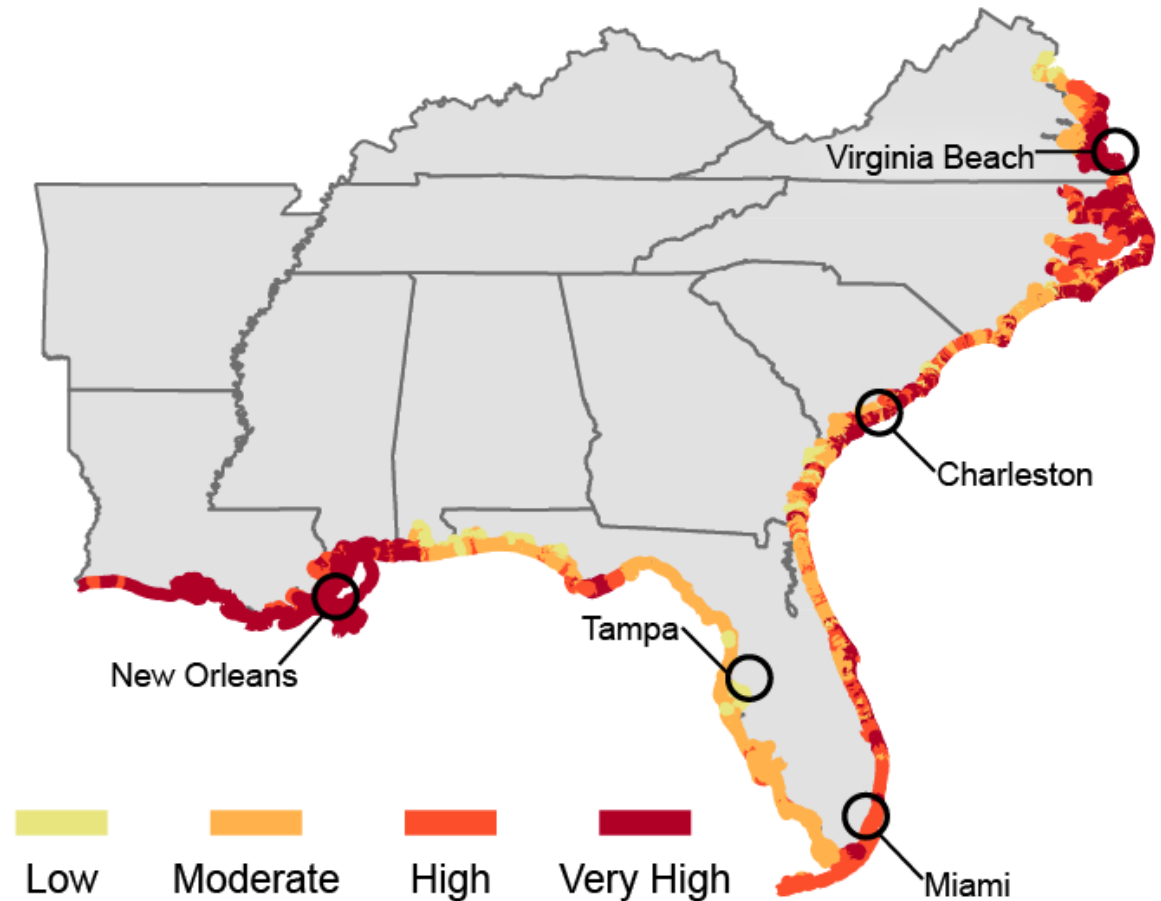 Virginia Beach
Charleston
Tampa
New Orleans
Miami
Low Moderate High Very High